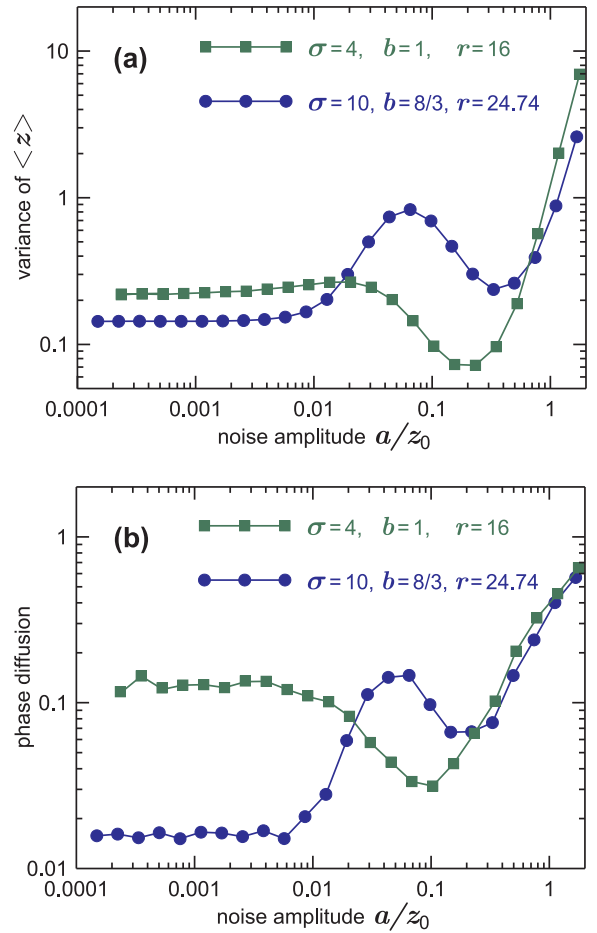 10
(a)
σ=4, b=1, r=16
σ=10, b=8/3, r=24.74
variance of <z>
1
0.1
0.0001 0.001 0.01 0.1 1
noise amplitude a/z₀
1
(b)
σ=4, b=1, r=16
σ=10, b=8/3, r=24.74
phase diffusion
0.1
0.01
0.0001 0.001 0.01 0.1 1
noise amplitude a/z₀